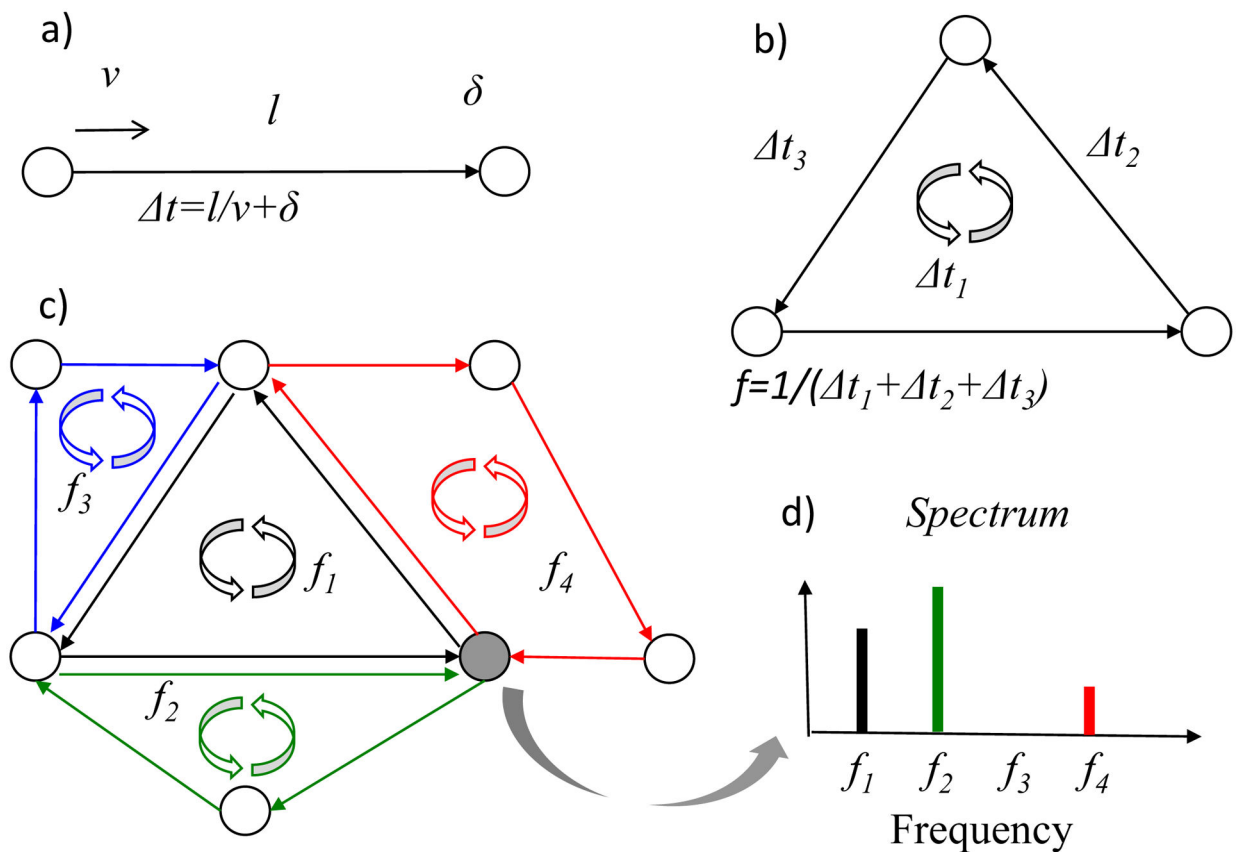 a)
v
l
δ
Δt=l/v+δ
b)
Δt3
Δt2
Δt1
f=1/(Δt1+Δt2+Δt3)
c)
f3
f1
f4
f2
d)
Spectrum
f1 f2 f3 f4
Frequency